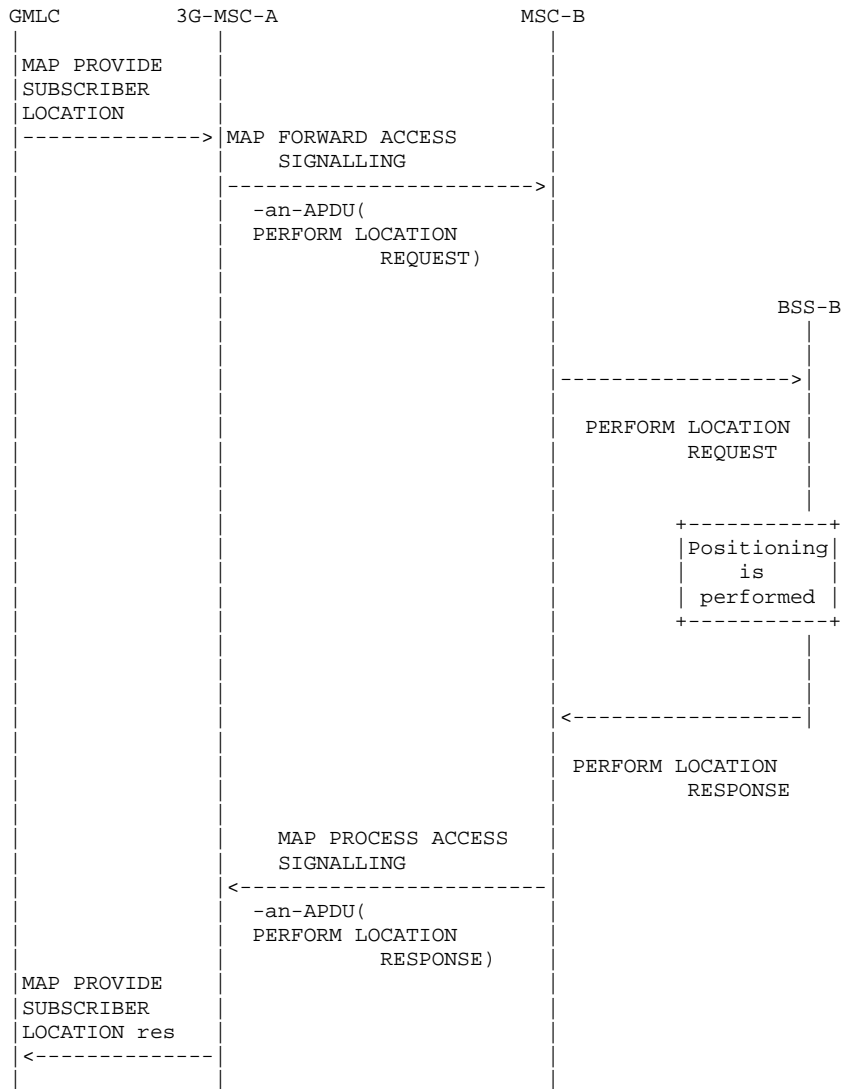 GMLC 3G-MSC-A MSC-B
MAP PROVIDE
SUBSCRIBER
LOCATION
MAP FORWARD ACCESS
SIGNALLING
-an-APDU(
PERFORM LOCATION
REQUEST)
BSS-B
PERFORM LOCATION
REQUEST
Positioning
is
performed
PERFORM LOCATION
RESPONSE
MAP PROCESS ACCESS
SIGNALLING
-an-APDU(
PERFORM LOCATION
RESPONSE)
MAP PROVIDE
SUBSCRIBER
LOCATION res